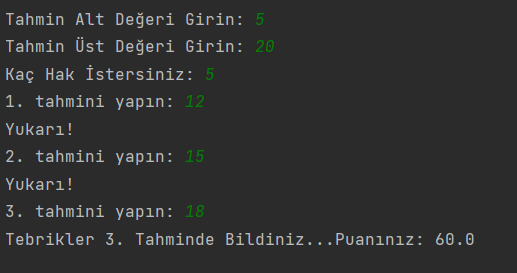 Tahmin Alt Değeri Girin: 5
Tahmin Üst Değeri Girin: 20
Kaç Hak İstersiniz: 5
1. tahmini yapın: 12
Yukarı!
2. tahmini yapın: 15
Yukarı!
3. tahmini yapın: 18
Tebrikler 3. Tahminde Bildiniz...Puanınız: 60.0